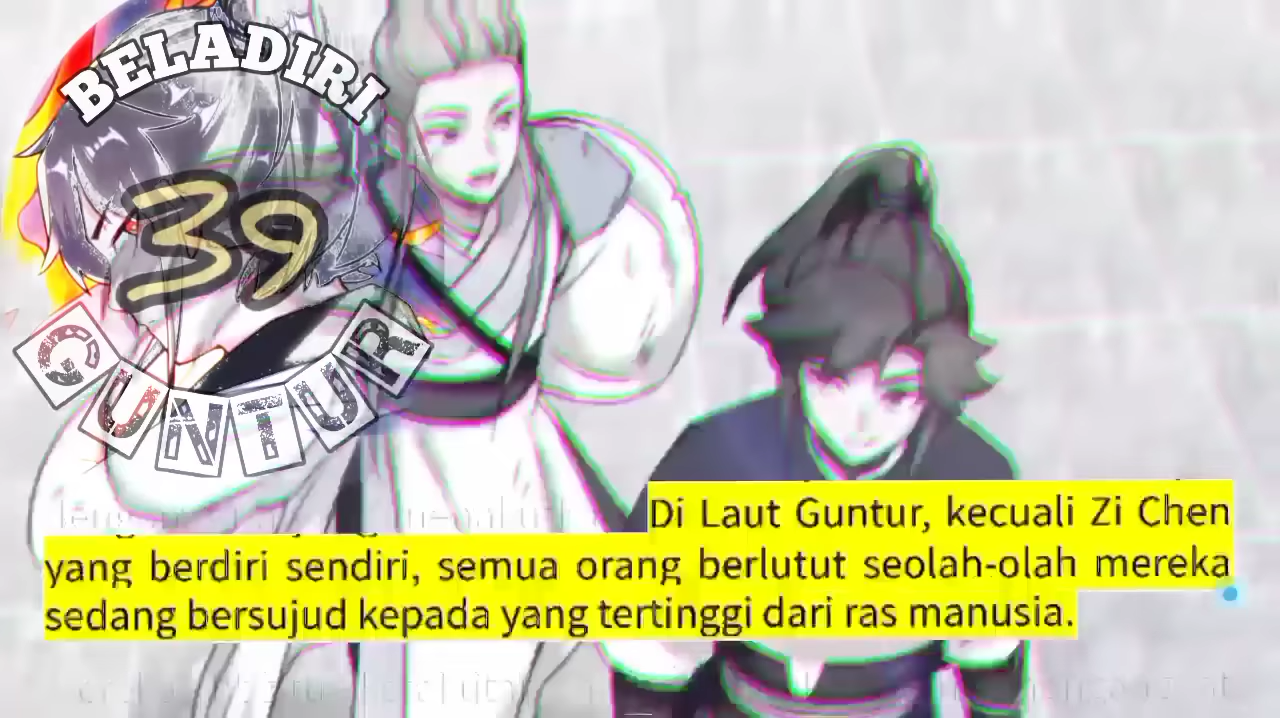 BELADIRI
39
GUNTUR
Di Laut Guntur, kecuali Zi Chen
yang berdiri sendiri, semua orang berlutut seolah-olah mereka
sedang bersujud kepada yang tertinggi dari ras manusia.